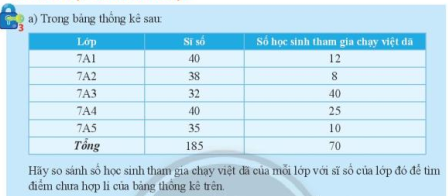 3
a) Trong bảng thống kê sau:
Lớp Sĩ số Số học sinh tham gia chạy việt dã
7A1 40 12
7A2 38 8
7A3 32 40
7A4 40 25
7A5 35 10
Tổng 185 70
Hãy so sánh số học sinh tham gia chạy việt dã của mỗi lớp với sĩ số của lớp đó để tìm
điểm chưa hợp lí của bảng thống kê trên.